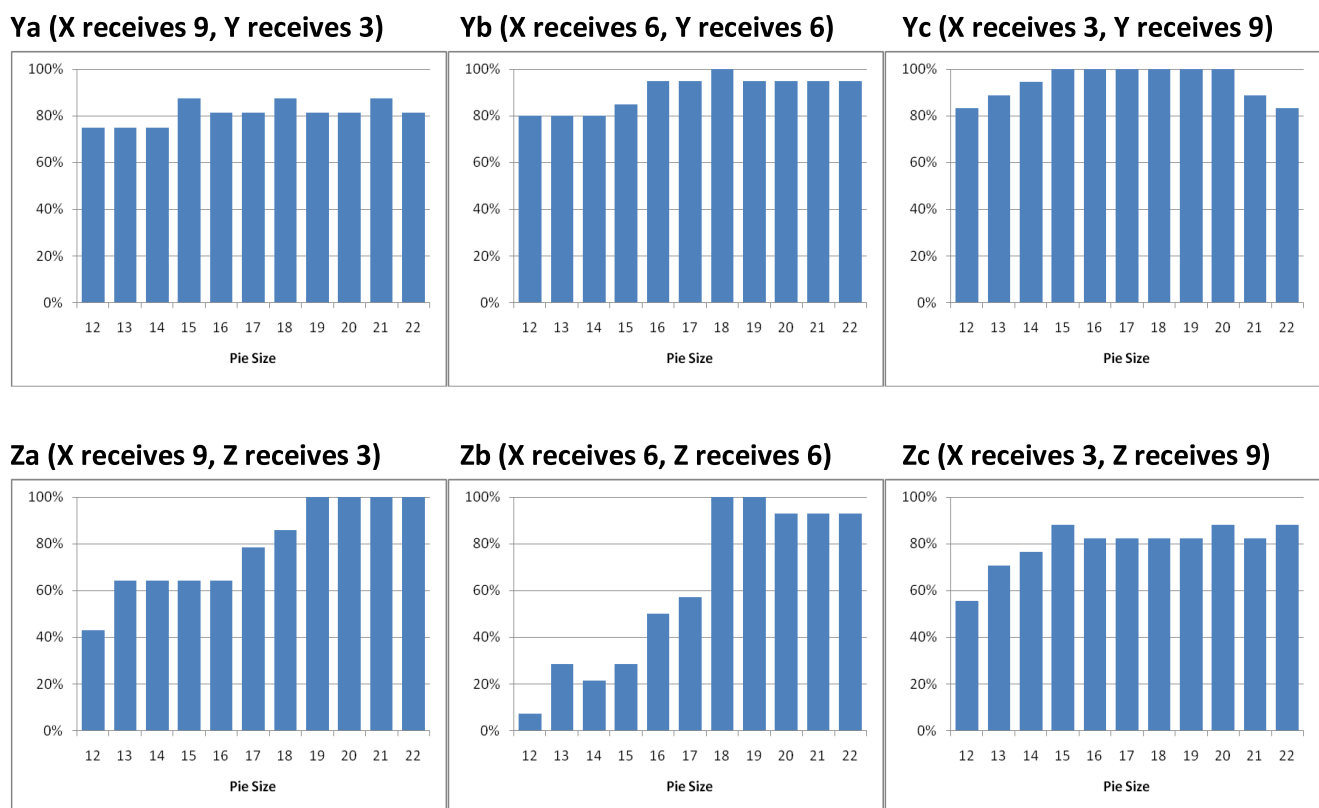 Ya (X receives 9, Y receives 3)
Yb (X receives 6, Y receives 6)
Yc (X receives 3, Y receives 9)
100%
80%
60%
40%
20%
0%
12 13 14 15 16 17 18 19 20 21 22
Pie Size
100%
80%
60%
40%
20%
0%
12 13 14 15 16 17 18 19 20 21 22
Pie Size
100%
80%
60%
40%
20%
0%
12 13 14 15 16 17 18 19 20 21 22
Pie Size
Za (X receives 9, Z receives 3)
Zb (X receives 6, Z receives 6)
Zc (X receives 3, Z receives 9)
100%
80%
60%
40%
20%
0%
12 13 14 15 16 17 18 19 20 21 22
Pie Size
100%
80%
60%
40%
20%
0%
12 13 14 15 16 17 18 19 20 21 22
Pie Size
100%
80%
60%
40%
20%
0%
12 13 14 15 16 17 18 19 20 21 22
Pie Size